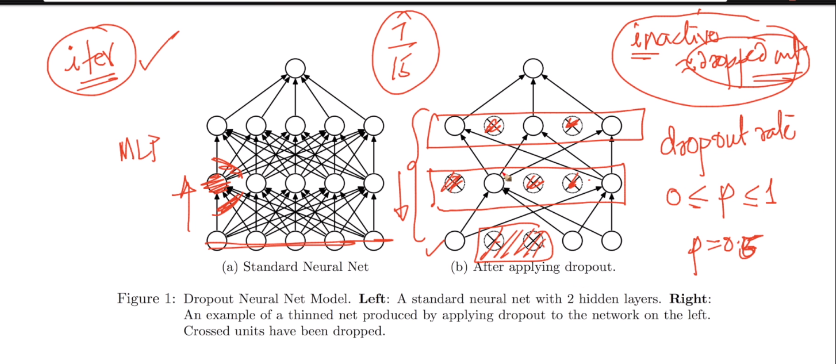 iter
7
15
inactive
dropped out
MLP
dropout rate
0 ≤ p ≤ 1
p = 0.5
(a) Standard Neural Net
(b) After applying dropout.
Figure 1: Dropout Neural Net Model. Left: A standard neural net with 2 hidden layers. Right:
An example of a thinned net produced by applying dropout to the network on the left.
Crossed units have been dropped.